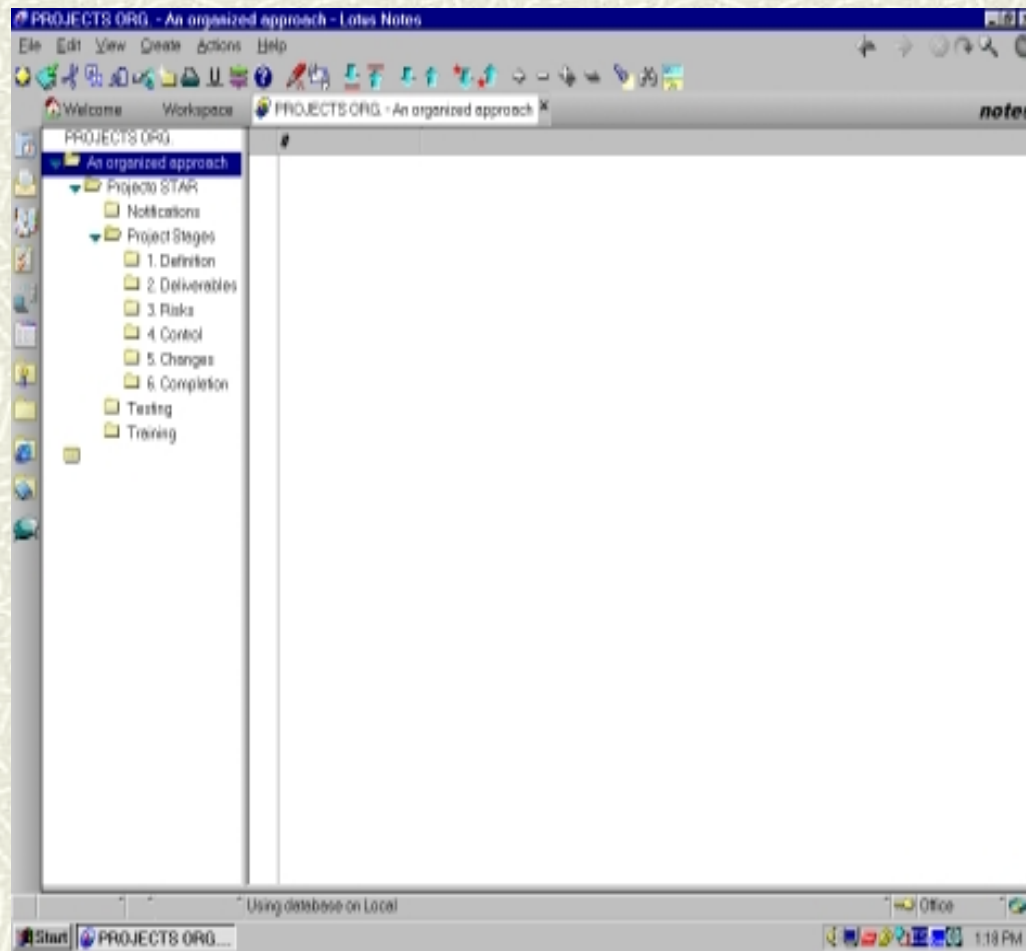 PROJECTS ORG. - An organized approach - Lotus Notes
File Edit View Create Actions Help
Welcome Workspace PROJECTS ORG. - An organized approach
notes
PROJECTS ORG.
#
An organized approach
Projecto STAR
Notifications
Project Stages
1. Definition
2. Deliverables
3. Risks
4. Control
5. Changes
6. Completion
Testing
Training
Using database on Local
Office
Start PROJECTS ORG....
1:18 PM